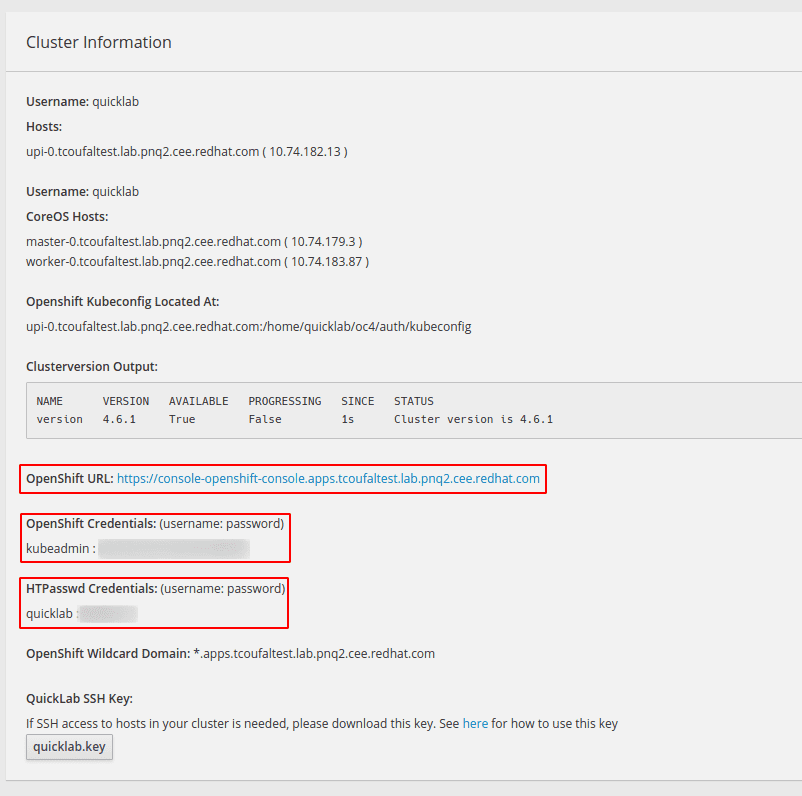 Cluster Information
Username: quicklab
Hosts:
upi-0.tcoufaltest.lab.pnq2.cee.redhat.com ( 10.74.182.13 )
Username: quicklab
CoreOS Hosts:
master-0.tcoufaltest.lab.pnq2.cee.redhat.com ( 10.74.179.3 )
worker-0.tcoufaltest.lab.pnq2.cee.redhat.com ( 10.74.183.87 )
Openshift Kubeconfig Located At:
upi-0.tcoufaltest.lab.pnq2.cee.redhat.com:/home/quicklab/oc4/auth/kubeconfig
Clusterversion Output:
NAME VERSION AVAILABLE PROGRESSING SINCE STATUS
version 4.6.1 True False 1s Cluster version is 4.6.1
OpenShift URL: https://console-openshift-console.apps.tcoufaltest.lab.pnq2.cee.redhat.com
OpenShift Credentials: (username: password)
kubeadmin :
HTPasswd Credentials: (username: password)
quicklab :
OpenShift Wildcard Domain: *.apps.tcoufaltest.lab.pnq2.cee.redhat.com
QuickLab SSH Key:
If SSH access to hosts in your cluster is needed, please download this key. See here for how to use this key
quicklab.key